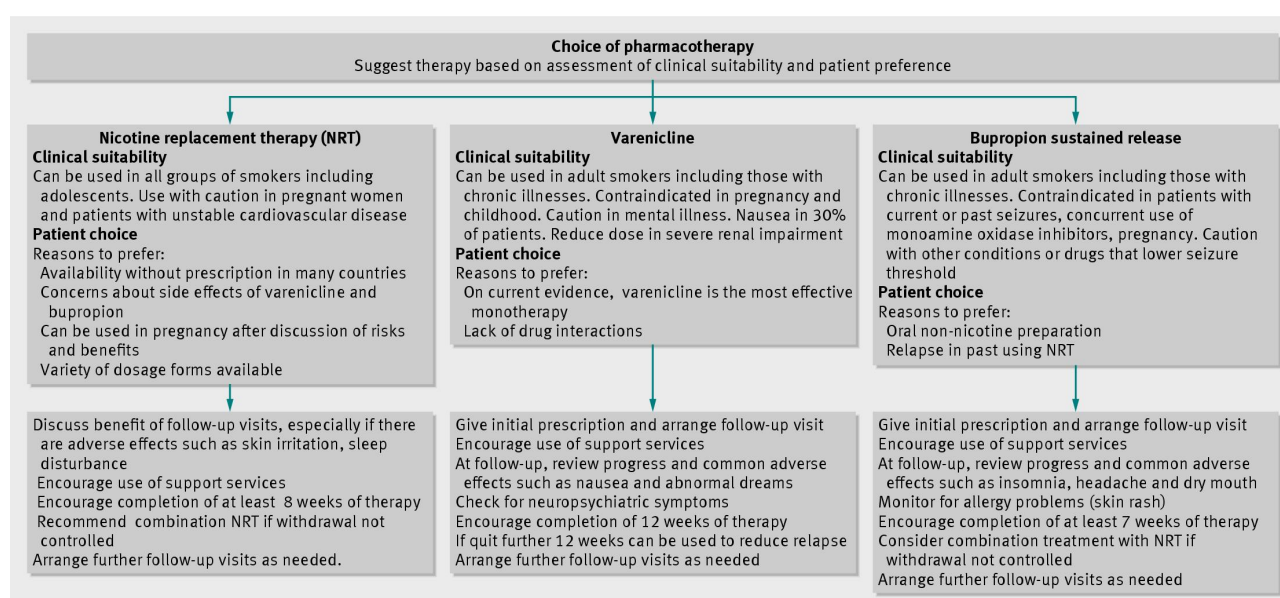 Choice of pharmacotherapy
Suggest therapy based on assessment of clinical suitability and patient preference
Nicotine replacement therapy (NRT)
Clinical suitability
Can be used in all groups of smokers including
adolescents. Use with caution in pregnant women
and patients with unstable cardiovascular disease
Patient choice
Reasons to prefer:
Availability without prescription in many countries
Concerns about side effects of varenicline and
bupropion
Can be used in pregnancy after discussion of risks
and benefits
Variety of dosage forms available
Discuss benefit of follow-up visits, especially if there
are adverse effects such as skin irritation, sleep
disturbance
Encourage use of support services
Encourage completion of at least 8 weeks of therapy
Recommend combination NRT if withdrawal not
controlled
Arrange further follow-up visits as needed.
Varenicline
Clinical suitability
Can be used in adult smokers including those with
chronic illnesses. Contraindicated in pregnancy and
childhood. Caution in mental illness. Nausea in 30%
of patients. Reduce dose in severe renal impairment
Patient choice
Reasons to prefer:
On current evidence, varenicline is the most effective
monotherapy
Lack of drug interactions
Give initial prescription and arrange follow-up visit
Encourage use of support services
At follow-up, review progress and common adverse
effects such as nausea and abnormal dreams
Check for neuropsychiatric symptoms
Encourage completion of 12 weeks of therapy
If quit further 12 weeks can be used to reduce relapse
Arrange further follow-up visits as needed
Bupropion sustained release
Clinical suitability
Can be used in adult smokers including those with
chronic illnesses. Contraindicated in patients with
current or past seizures, concurrent use of
monoamine oxidase inhibitors, pregnancy. Caution
with other conditions or drugs that lower seizure
threshold
Patient choice
Reasons to prefer:
Oral non-nicotine preparation
Relapse in past using NRT
Give initial prescription and arrange follow-up visit
Encourage use of support services
At follow-up, review progress and common adverse
effects such as insomnia, headache and dry mouth
Monitor for allergy problems (skin rash)
Encourage completion of at least 7 weeks of therapy
Consider combination treatment with NRT if
withdrawal not controlled
Arrange further follow-up visits as needed